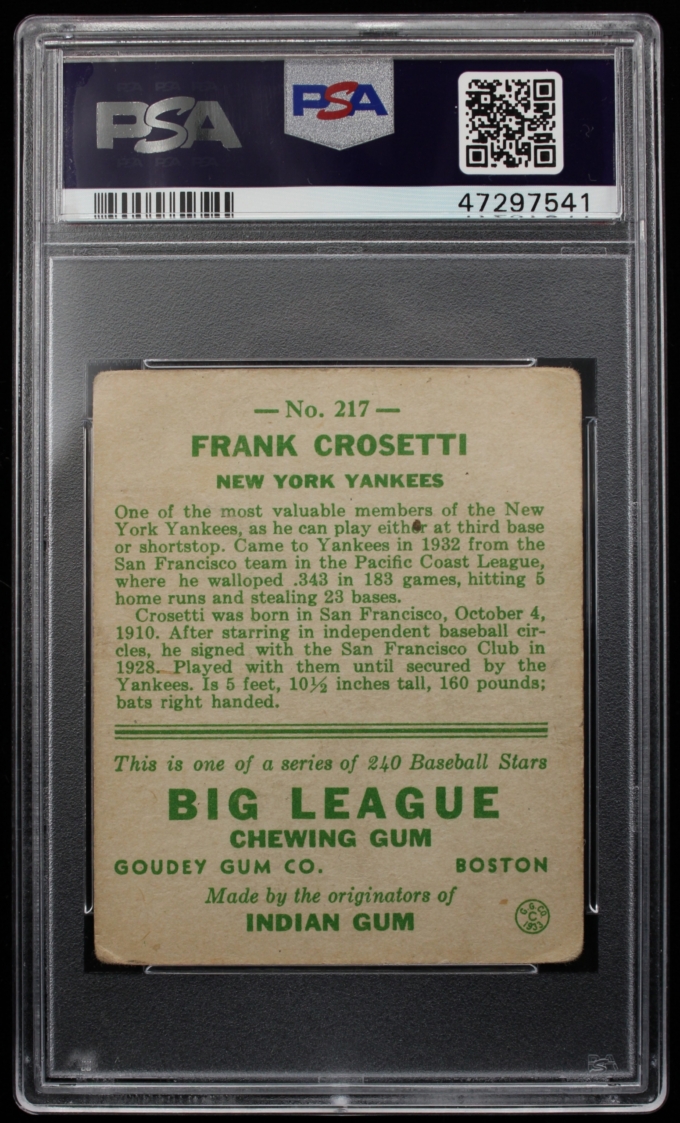 PSA
PSA
47297541
— No. 217 —
FRANK CROSETTI
NEW YORK YANKEES
One of the most valuable members of the New
York Yankees, as he can play either at third base
or shortstop. Came to Yankees in 1932 from the
San Francisco team in the Pacific Coast League,
where he walloped .343 in 183 games, hitting 5
home runs and stealing 23 bases.
Crosetti was born in San Francisco, October 4,
1910. After starring in independent baseball cir-
cles, he signed with the San Francisco Club in
1928. Played with them until secured by the
Yankees. Is 5 feet, 10½ inches tall, 160 pounds;
bats right handed.
This is one of a series of 240 Baseball Stars
BIG LEAGUE
CHEWING GUM
GOUDEY GUM CO. BOSTON
Made by the originators of
INDIAN GUM
G. G. CO.
C
1933